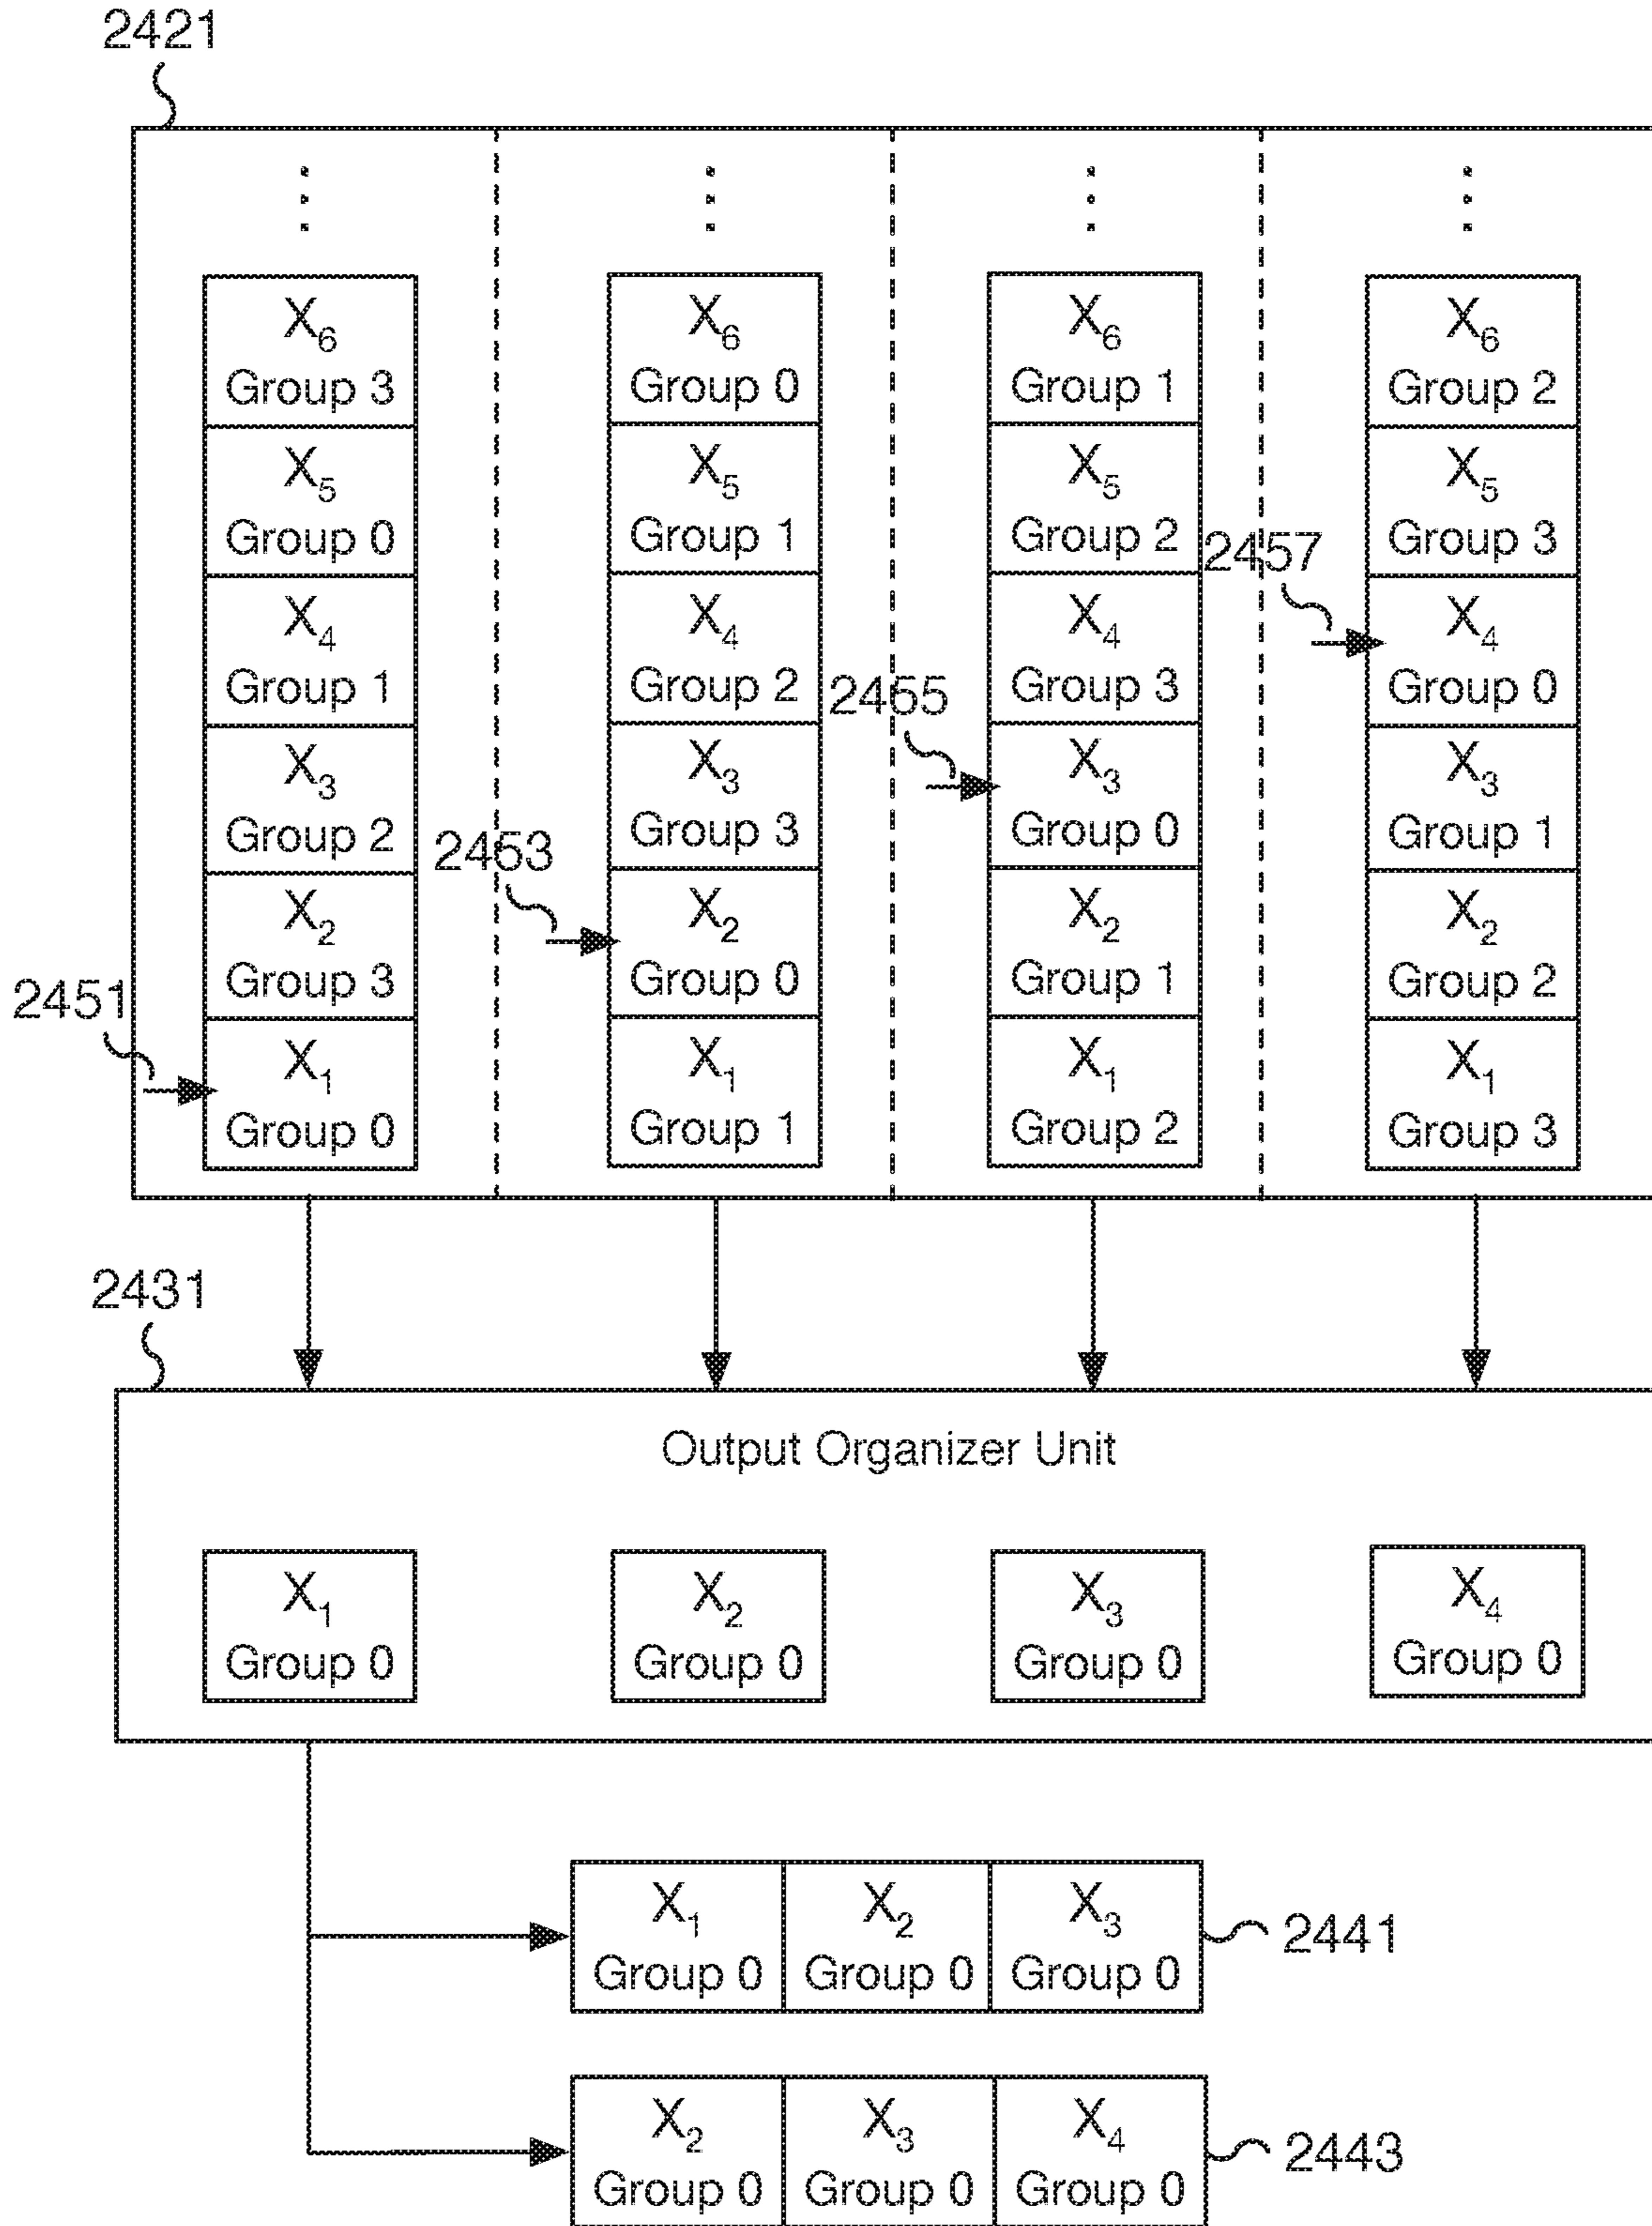 2421
X6 X6 X6 X6
Group 3 Group 0 Group 1 Group 2
X5 X5 X5 X5
Group 0 Group 1 Group 2 Group 3
2457
X4 X4 X4 X4
Group 1 Group 2 Group 3 Group 0
2455
X3 X3 X3 X3
Group 2 Group 3 Group 0 Group 1
2453
X2 X2 X2 X2
Group 3 Group 0 Group 1 Group 2
2451
X1 X1 X1 X1
Group 0 Group 1 Group 2 Group 3
2431
Output Organizer Unit
X1 X2 X3 X4
Group 0 Group 0 Group 0 Group 0
X1 X2 X3
Group 0 Group 0 Group 0
2441
X2 X3 X4
Group 0 Group 0 Group 0
2443